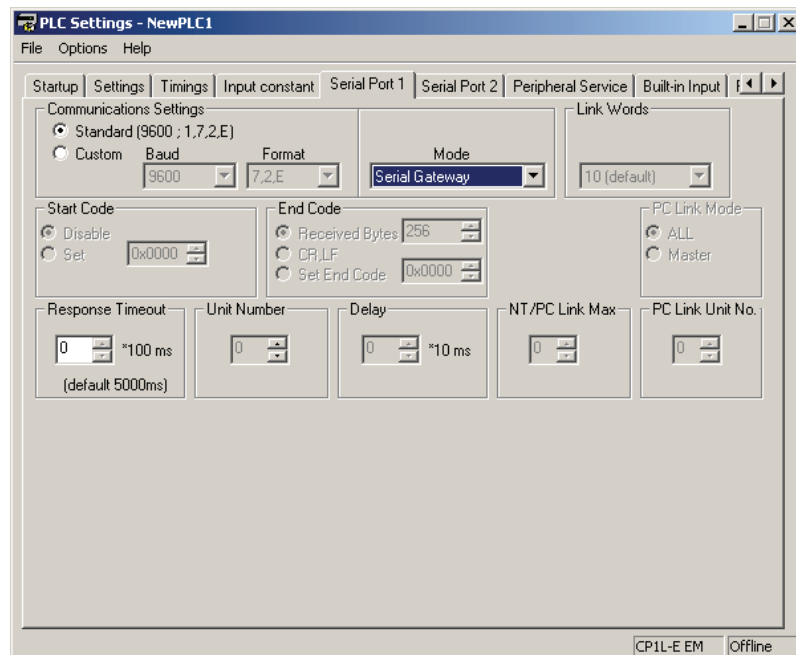 PLC Settings - NewPLC1
File Options Help
Startup Settings Timings Input constant Serial Port 1 Serial Port 2 Peripheral Service Built-in Input
Communications Settings Link Words
Standard (9600 ; 1,7,2,E)
Custom Baud Format Mode
9600 7,2,E Serial Gateway 10 (default)
Start Code End Code PC Link Mode
Disable Received Bytes 256 ALL
Set 0x0000 CR,LF Master
Set End Code 0x0000
Response Timeout Unit Number Delay NT/PC Link Max PC Link Unit No.
0 *100 ms 0 0 *10 ms 0 0
(default 5000ms)
CP1L-E EM Offline